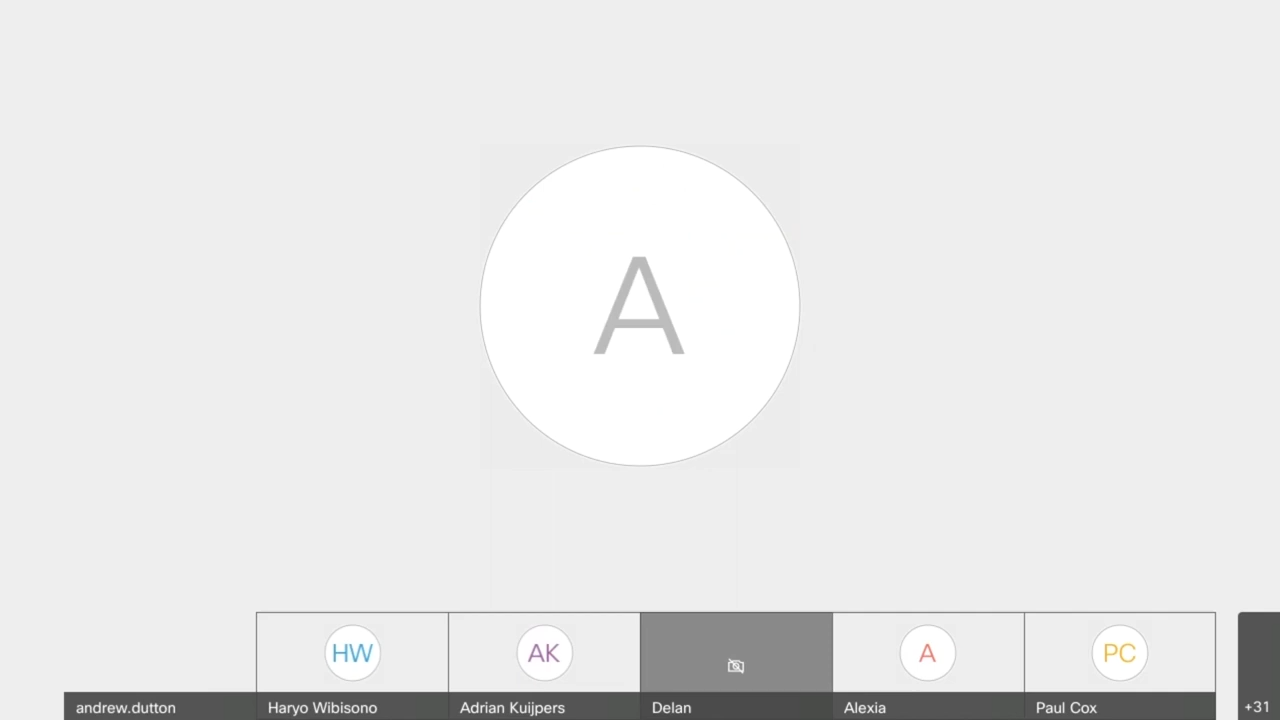 A
HW
AK
A
PC
andrew.dutton
Haryo Wibisono
Adrian Kuijpers
Delan
Alexia
Paul Cox
+31